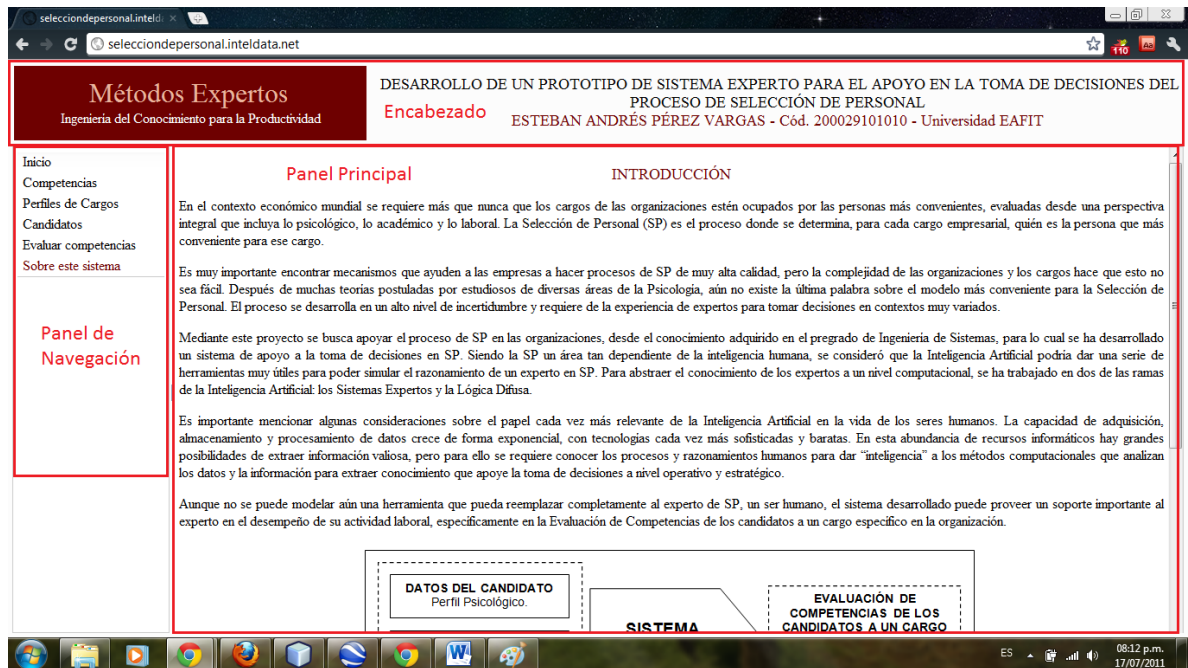 selecciondepersonal.inteld
selecciondepersonal.inteldata.net
110
Aa
Métodos Expertos
Ingenieria del Conocimiento para la Productividad
DESARROLLO DE UN PROTOTIPO DE SISTEMA EXPERTO PARA EL APOYO EN LA TOMA DE DECISIONES DEL
PROCESO DE SELECCIÓN DE PERSONAL
Encabezado
ESTEBAN ANDRÉS PÉREZ VARGAS - Cód. 200029101010 - Universidad EAFIT
Inicio
Competencias
Perfiles de Cargos
Candidatos
Evaluar competencias
Sobre este sistema
Panel de
Navegación
Panel Principal
INTRODUCCIÓN
En el contexto económico mundial se requiere más que nunca que los cargos de las organizaciones estén ocupados por las personas más convenientes, evaluadas desde una perspectiva
integral que incluya lo psicológico, lo académico y lo laboral. La Selección de Personal (SP) es el proceso donde se determina, para cada cargo empresarial, quién es la persona que más
conveniente para ese cargo.
Es muy importante encontrar mecanismos que ayuden a las empresas a hacer procesos de SP de muy alta calidad, pero la complejidad de las organizaciones y los cargos hace que esto no
sea fácil. Después de muchas teorias postuladas por estudiosos de diversas áreas de la Psicologia, aún no existe la última palabra sobre el modelo más conveniente para la Selección de
Personal. El proceso se desarrolla en un alto nivel de incertidumbre y requiere de la experiencia de expertos para tomar decisiones en contextos muy variados.
Mediante este proyecto se busca apoyar el proceso de SP en las organizaciones, desde el conocimiento adquirido en el pregrado de Ingenieria de Sistemas, para lo cual se ha desarrollado
un sistema de apoyo a la toma de decisiones en SP. Siendo la SP un área tan dependiente de la inteligencia humana, se consideró que la Inteligencia Artificial podria dar una serie de
herramientas muy útiles para poder simular el razonamiento de un experto en SP. Para abstraer el conocimiento de los expertos a un nivel computacional, se ha trabajado en dos de las ramas
de la Inteligencia Artificial: los Sistemas Expertos y la Lógica Difusa.
Es importante mencionar algunas consideraciones sobre el papel cada vez más relevante de la Inteligencia Artificial en la vida de los seres humanos. La capacidad de adquisición,
almacenamiento y procesamiento de datos crece de forma exponencial, con tecnologias cada vez más sofisticadas y baratas. En esta abundancia de recursos informáticos hay grandes
posibilidades de extraer información valiosa, pero para ello se requiere conocer los procesos y razonamientos humanos para dar “inteligencia” a los métodos computacionales que analizan
los datos y la información para extraer conocimiento que apoye la toma de decisiones a nivel operativo y estratégico.
Aunque no se puede modelar aún una herramienta que pueda reemplazar completamente al experto de SP, un ser humano, el sistema desarrollado puede proveer un soporte importante al
experto en el desempeño de su actividad laboral, especificamente en la Evaluación de Competencias de los candidatos a un cargo especifico en la organización.
DATOS DEL CANDIDATO
Perfil Psicológico.
SISTEMA
EVALUACIÓN DE
COMPETENCIAS DE LOS
CANDIDATOS A UN CARGO
ES
08:12 p.m.
17/07/2011